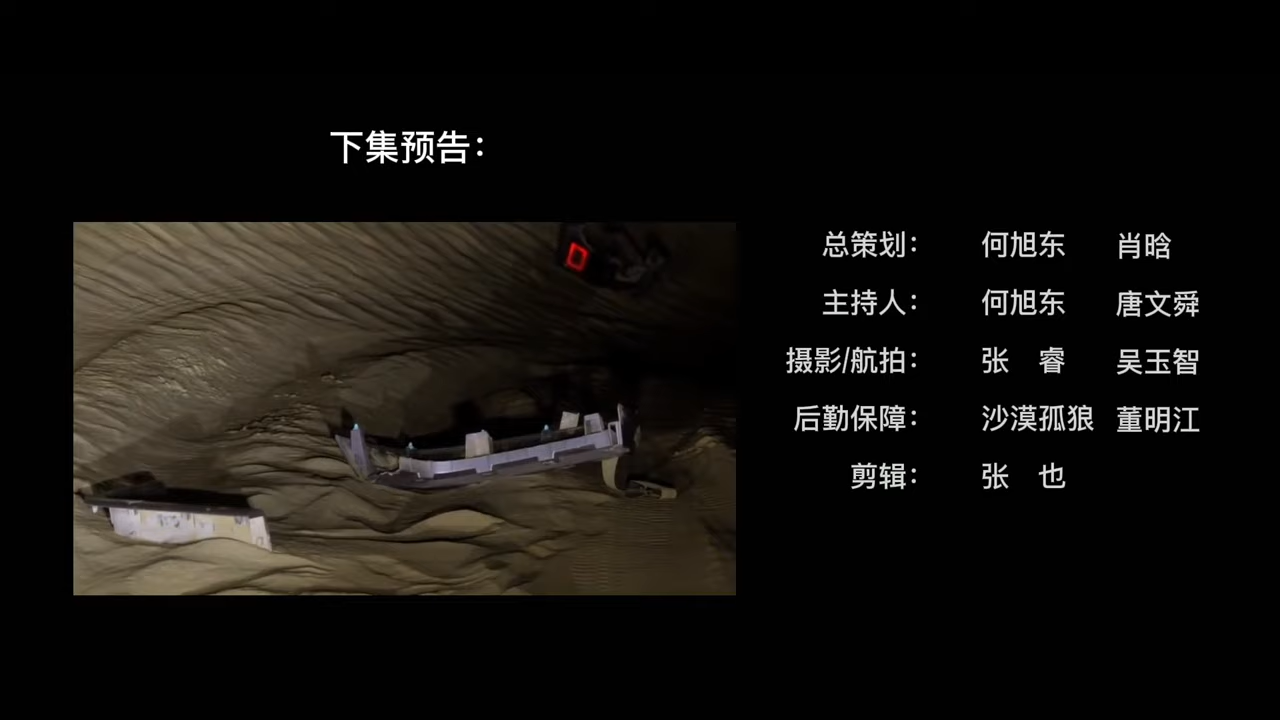 下集预告：
总策划： 何旭东 肖晗
主持人： 何旭东 唐文舜
摄影/航拍： 张 睿 吴玉智
后勤保障： 沙漠孤狼 董明江
剪辑： 张 也